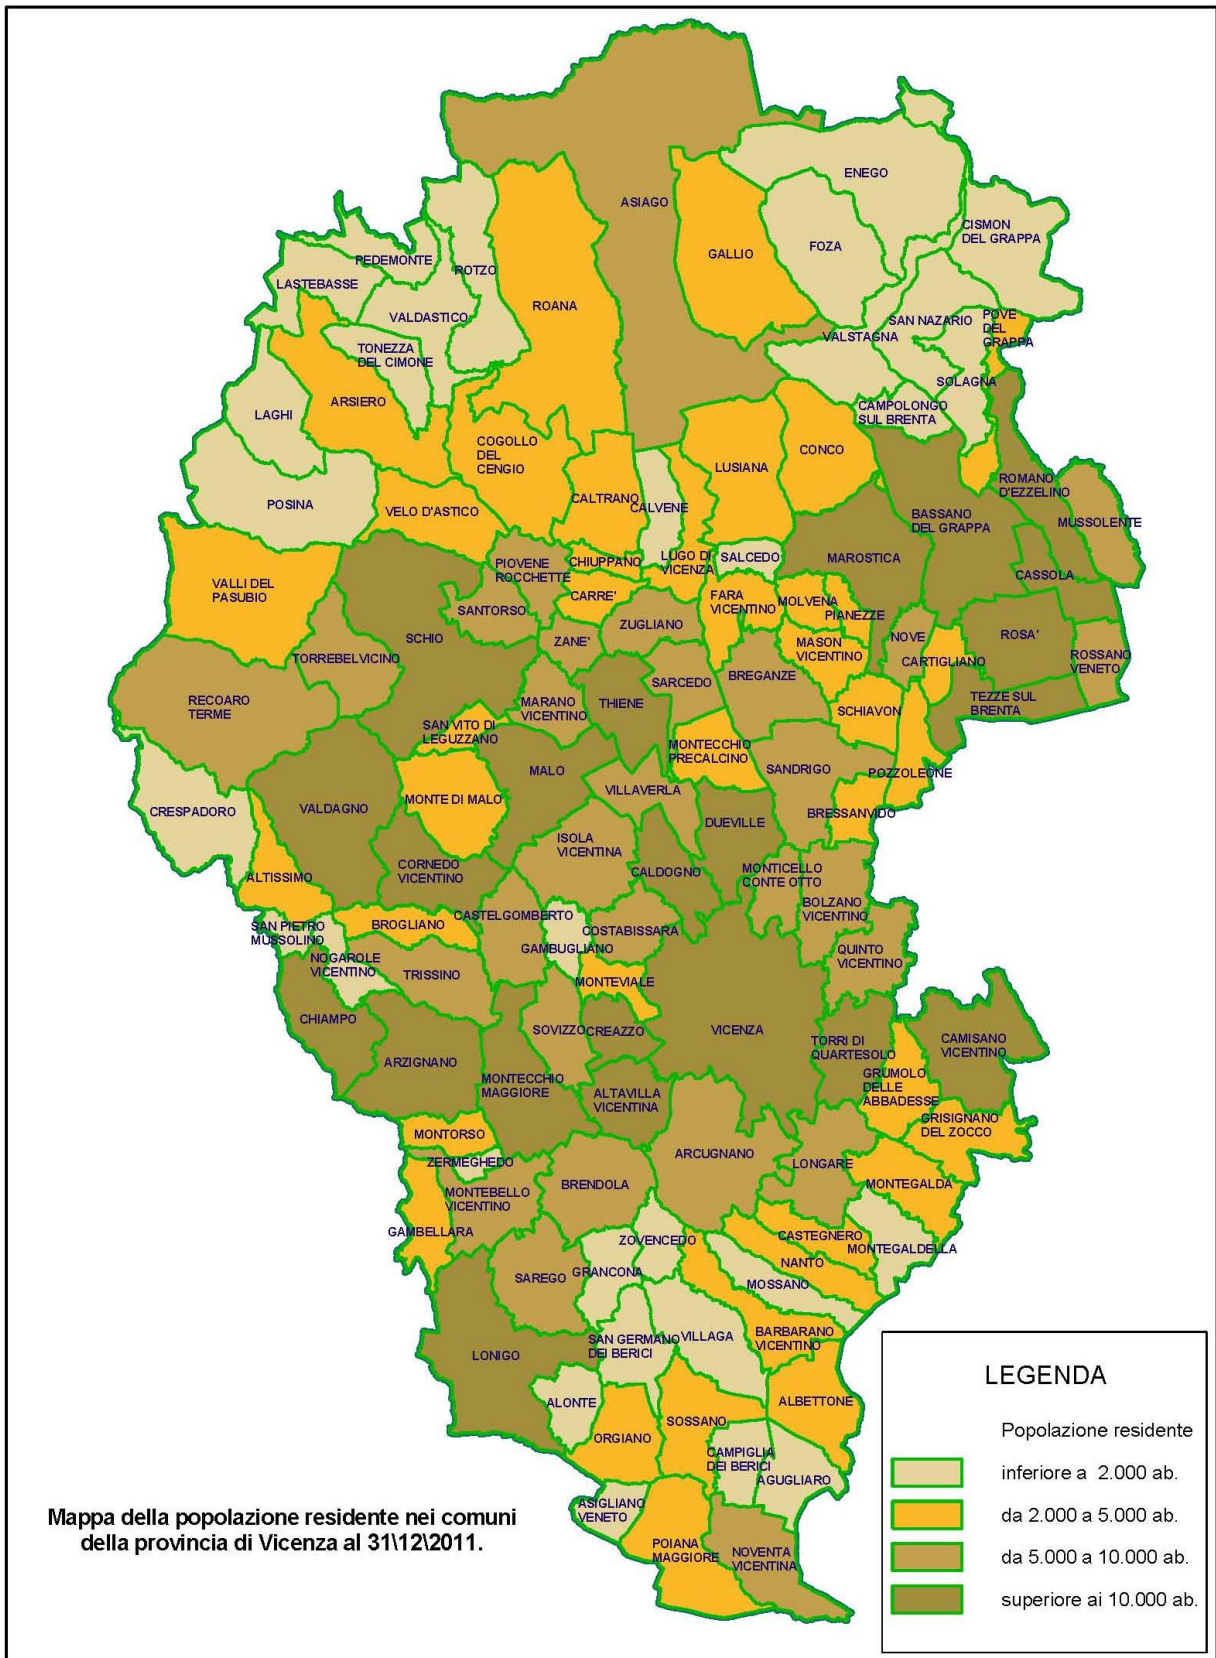 ASIAGO
ENEGO
FOZA
CISMON
DEL GRAPPA
GALLIO
PEDEMONTE
ROTZO
LASTEBASSE
VALDASTICO
ROANA
TONEZZA
DEL CIMONE
SAN NAZARIO
POVE
DEL
GRAPPA
VALSTAGNA
SOLAGNA
LAGHI
ARSIERO
CAMPOLONGO
SUL BRENTA
COGOLLO
DEL
CENGIO
LUSIANA
CONCO
POSINA
VELO D'ASTICO
CALTRANO
CALVENE
ROMANO
D'EZZELINO
BASSANO
DEL GRAPPA
MUSSOLENTE
PIOVENE
ROCCHETTE
CHIUPPANO
LUGO DI
VICENZA
SALCEDO
MAROSTICA
CASSOLA
VALLI DEL
PASUBIO
SANTORSO
CARRE'
FARA
VICENTINO
MOLVENA
PIANEZZE
SCHIO
ZANE'
ZUGLIANO
MASON
VICENTINO
NOVE
ROSA'
CARTIGLIANO
ROSSANO
VENETO
TORREBELVICINO
RECOARO
TERME
MARANO
VICENTINO
THIENE
SARCEDO
BREGANZE
SCHIAVON
TEZZE SUL
BRENTA
SAN VITO DI
LEGUZZANO
MONTECCHIO
PRECALCINO
MALO
SANDRIGO
POZZOLEONE
CRESPADORO
VALDAGNO
MONTE DI MALO
VILLAVERLA
DUEVILLE
BRESSANVIDO
ISOLA
VICENTINA
CORNEDO
VICENTINO
CALDOGNO
MONTICELLO
CONTE OTTO
ALTISSIMO
BOLZANO
VICENTINO
SAN PIETRO
MUSSOLINO
BROGLIANO
CASTELGOMBERTO
COSTABISSARA
GAMBUGLIANO
QUINTO
VICENTINO
NOGAROLE
VICENTINO
TRISSINO
MONTEVIALE
CHIAMPO
SOVIZZO
CREAZZO
VICENZA
TORRI DI
QUARTESOLO
CAMISANO
VICENTINO
ARZIGNANO
MONTECCHIO
MAGGIORE
ALTAVILLA
VICENTINA
GRUMOLO
DELLE
ABBADESSE
GRISIGNANO
DEL ZOCCO
MONTORSO
ARCUGNANO
LONGARE
ZERMEGHEDO
MONTEBELLO
VICENTINO
BRENDOLA
MONTEGALDA
GAMBELLARA
ZOVENCEDO
CASTEGNERO
MONTEGALDELLA
NANTO
SAREGO
GRANCONA
MOSSANO
LONIGO
SAN GERMANO
DEI BERICI
VILLAGA
BARBARANO
VICENTINO
ALONTE
ALBETTONE
ORGIANO
SOSSANO
CAMPIGLIA
DEI BERICI
AGUGLIARO
ASIGLIANO
VENETO
POIANA
MAGGIORE
NOVENTA
VICENTINA
Mappa della popolazione residente nei comuni
della provincia di Vicenza al 31\12\2011.
LEGENDA
Popolazione residente
inferiore a 2.000 ab.
da 2.000 a 5.000 ab.
da 5.000 a 10.000 ab.
superiore ai 10.000 ab.